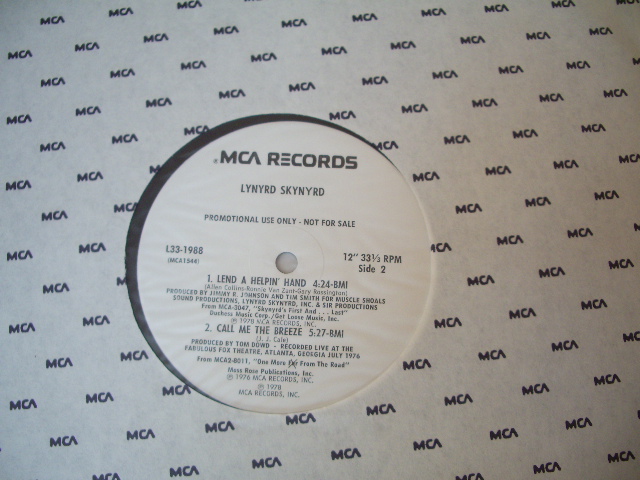 MCA RECORDS
LYNYRD SKYNYRD
PROMOTIONAL USE ONLY - NOT FOR SALE
L33-1988
(MCA1544)
12" 33⅓ RPM
Side 2
1. LEND A HELPIN' HAND 4:24-BMI
(Allen Collins-Ronnie Van Zant-Gary Rossington)
PRODUCED BY JIMMY R. JOHNSON AND TIM SMITH FOR MUSCLE SHOALS
SOUND PRODUCTIONS, LYNYRD SKYNYRD, INC. & SIR PRODUCTIONS
From MCA-3047, "Skynyrd's First And . . . Last"
Duchess Music Corp./Get Loose Music, Inc.
℗ 1978 MCA RECORDS, INC.
2. CALL ME THE BREEZE 5:27-BMI
(J. J. Cale)
PRODUCED BY TOM DOWD - RECORDED LIVE AT THE
FABULOUS FOX THEATRE, ATLANTA, GEORGIA JULY 1976
From MCA2-8011, "One More From The Road"
Moss Rose Publications, Inc.
℗ 1976 MCA RECORDS, INC.
℗ 1978
MCA RECORDS, INC.